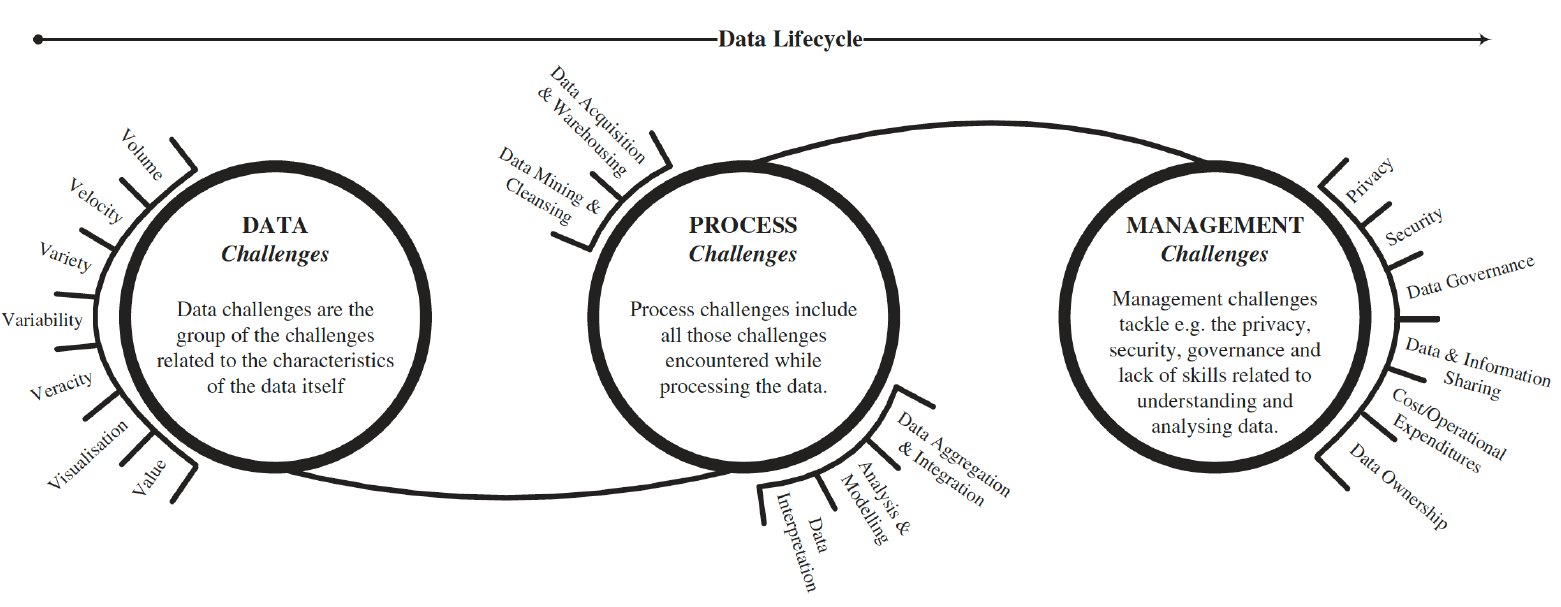 Data Lifecycle
Volume
Velocity
Variety
Variability
Veracity
Visualisation
Value
DATA
Challenges
Data challenges are the
group of the challenges
related to the characteristics
of the data itself
Data Acquisition
& Warehousing
Data Mining &
Cleansing
PROCESS
Challenges
Process challenges include
all those challenges
encountered while
processing the data.
Data Aggregation
& Integration
Analysis &
Modelling
Data
Interpretation
MANAGEMENT
Challenges
Management challenges
tackle e.g. the privacy,
security, governance and
lack of skills related to
understanding and
analysing data.
Privacy
Security
Data Governance
Data & Information
Sharing
Cost/Operational
Expenditures
Data Ownership